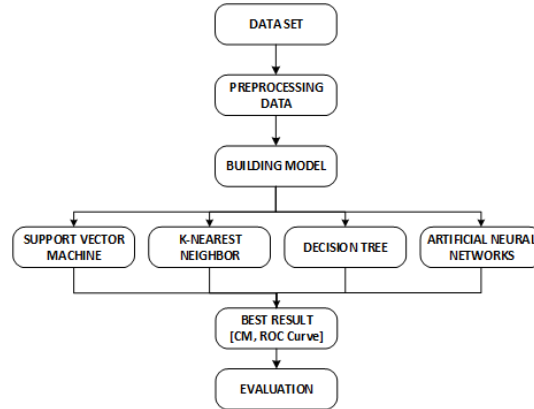 DATA SET
PREPROCESSING
DATA
BUILDING MODEL
SUPPORT VECTOR
MACHINE
K-NEAREST
NEIGHBOR
DECISION TREE
ARTIFICIAL NEURAL
NETWORKS
BEST RESULT
[CM, ROC Curve]
EVALUATION